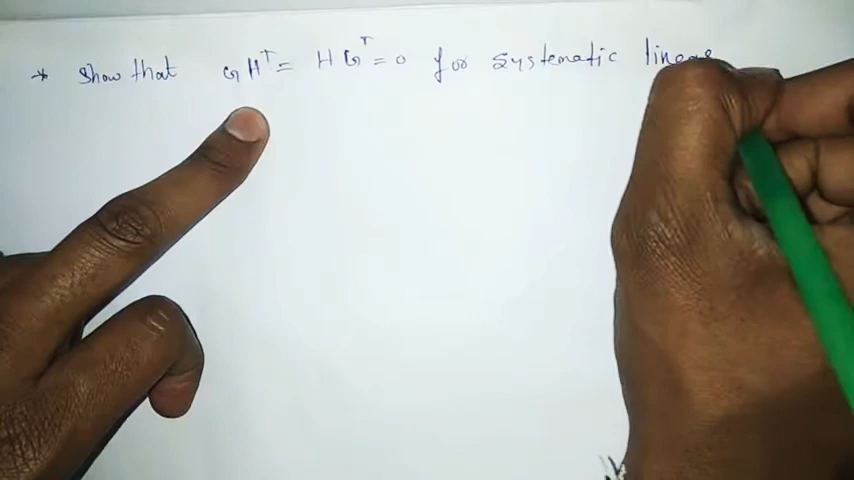 * Show that GH^T = HG^T = 0 for Systematic linear